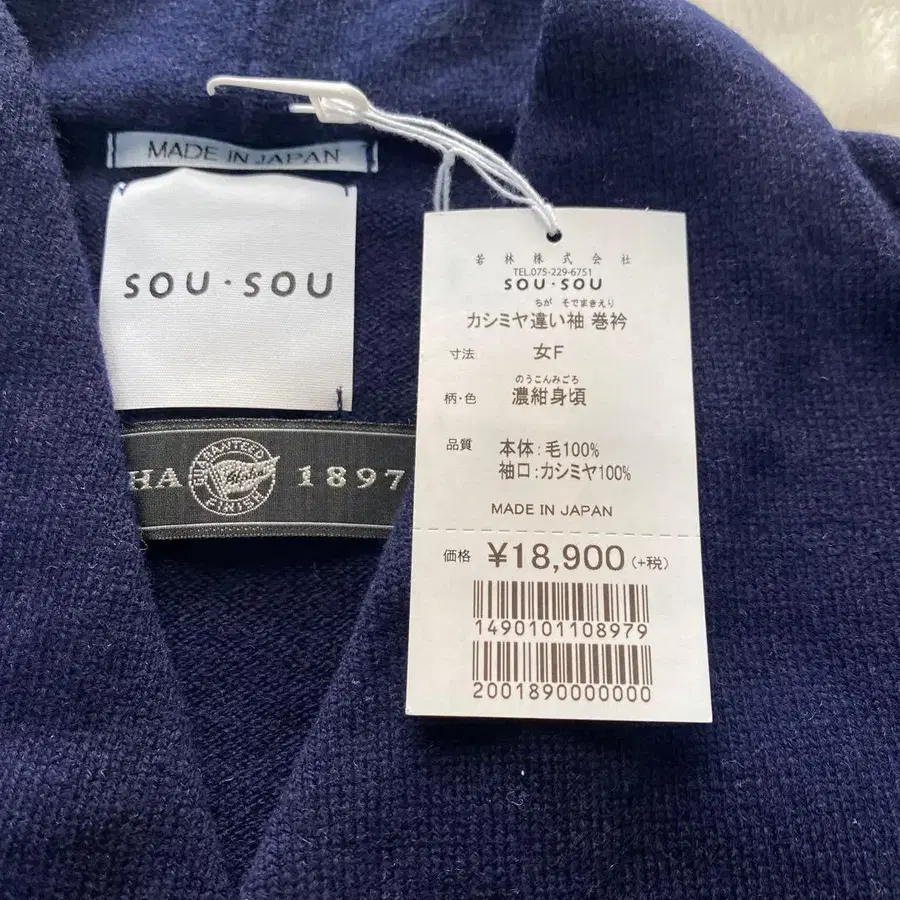 MADE IN JAPAN
SOU・SOU
HA
GUARANTEED
FINISH
1897
若林株式会社
TEL.075-229-6751
SOU・SOU
ちが そでまきえり
カシミヤ違い袖 巻衿
寸法 女F
のうこんみごろ
柄・色 濃紺身頃
品質 本体:毛100%
袖口:カシミヤ100%
MADE IN JAPAN
価格 ¥18,900(+税)
1490101108979
2001890000000